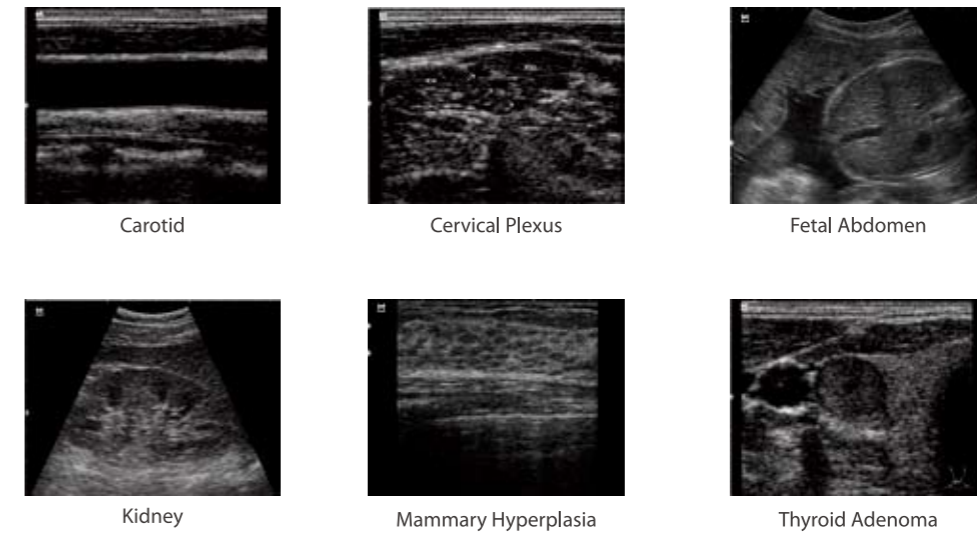 Carotid
Cervical Plexus
Fetal Abdomen
Kidney
Mammary Hyperplasia
Thyroid Adenoma